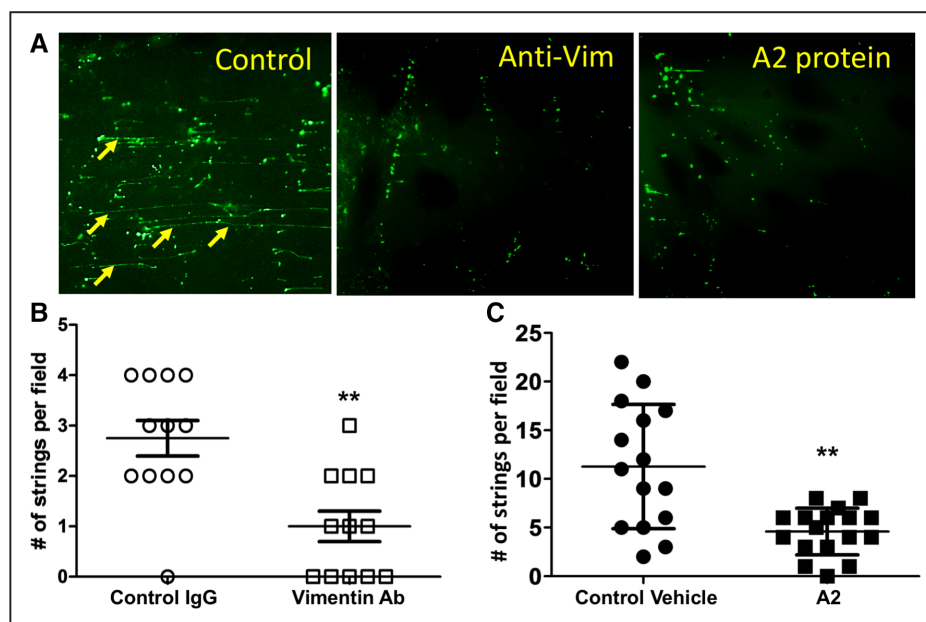 A
Control
Anti-Vim
A2 protein
B
# of strings per field
5
4
3
2
1
0
**
Control IgG
Vimentin Ab
C
# of strings per field
25
20
15
10
5
0
**
Control Vehicle
A2